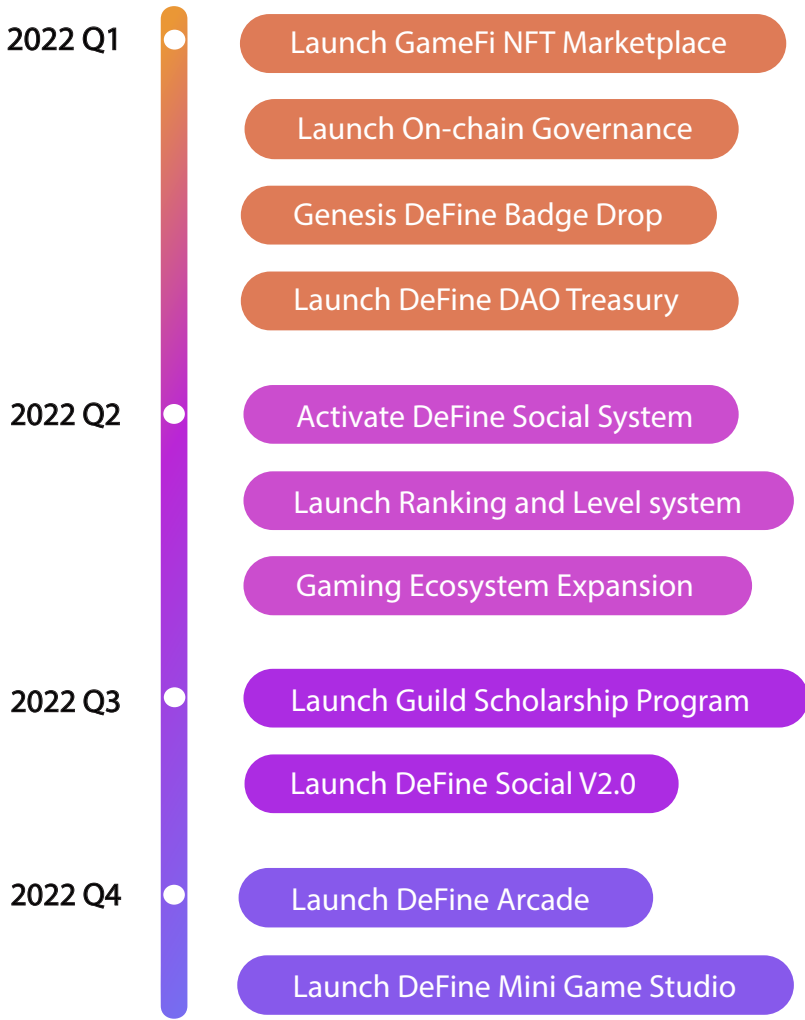 2022 Q1
Launch GameFi NFT Marketplace
Launch On-chain Governance
Genesis DeFine Badge Drop
Launch DeFine DAO Treasury
2022 Q2
Activate DeFine Social System
Launch Ranking and Level system
Gaming Ecosystem Expansion
2022 Q3
Launch Guild Scholarship Program
Launch DeFine Social V2.0
2022 Q4
Launch DeFine Arcade
Launch DeFine Mini Game Studio